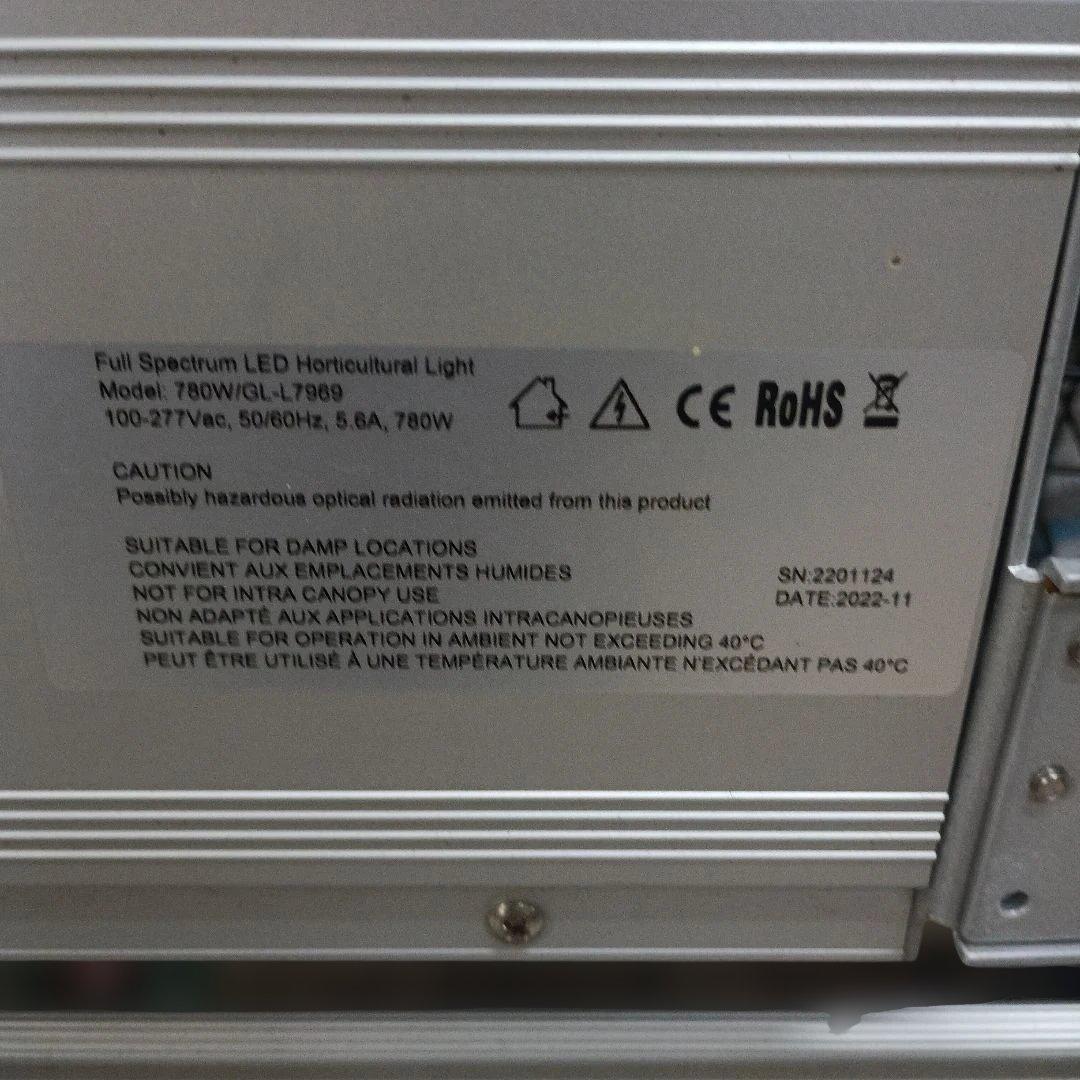 Full Spectrum LED Horticultural Light
Model: 780W/GL-L7969
100-277Vac, 50/60Hz, 5.6A, 780W
CE RoHS
CAUTION
Possibly hazardous optical radiation emitted from this product
SUITABLE FOR DAMP LOCATIONS
CONVIENT AUX EMPLACEMENTS HUMIDES
NOT FOR INTRA CANOPY USE
NON ADAPTÉ AUX APPLICATIONS INTRACANOPIEUSES
SUITABLE FOR OPERATION IN AMBIENT NOT EXCEEDING 40°C
PEUT ÊTRE UTILISÉ À UNE TEMPÉRATURE AMBIANTE N'EXCÉDANT PAS 40°C
SN:2201124
DATE:2022-11